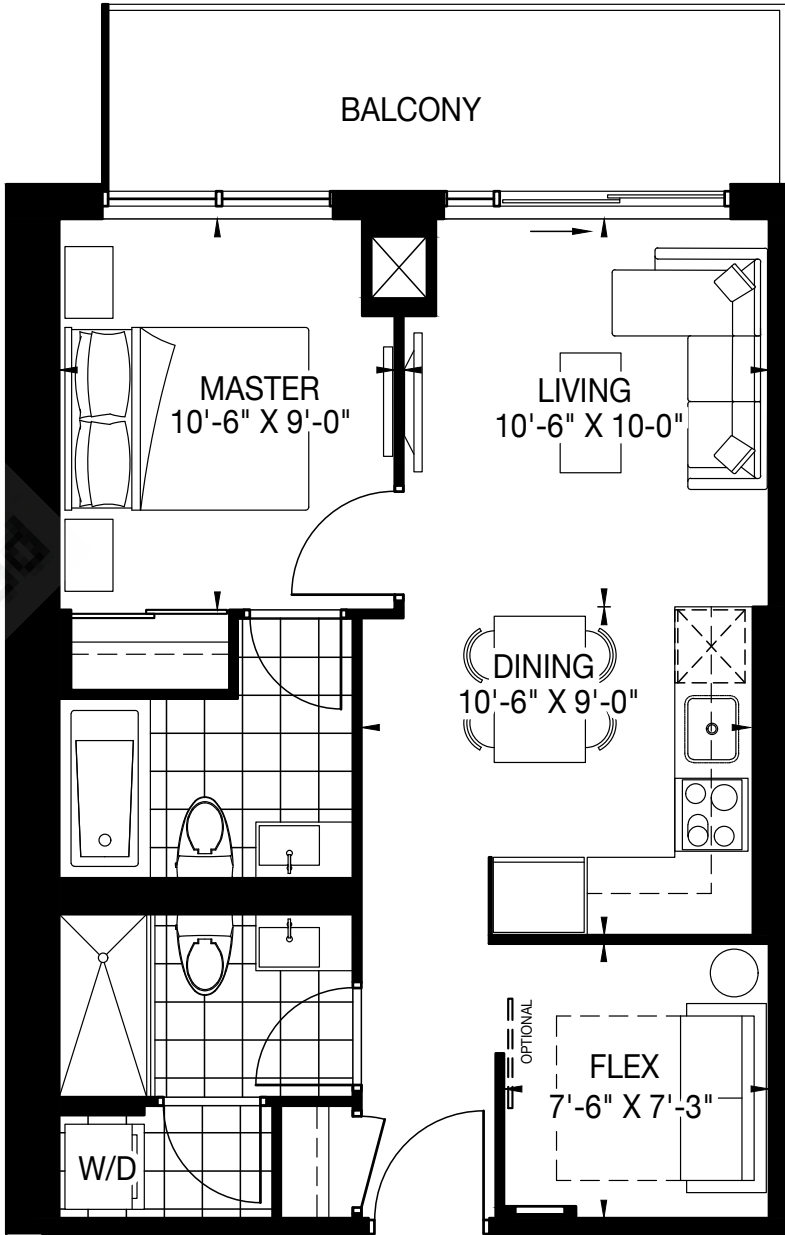 BALCONY
MASTER
10'-6" X 9'-0"
LIVING
10'-6" X 10-0"
DINING
10'-6" X 9'-0"
OPTIONAL
FLEX
7'-6" X 7'-3"
W/D